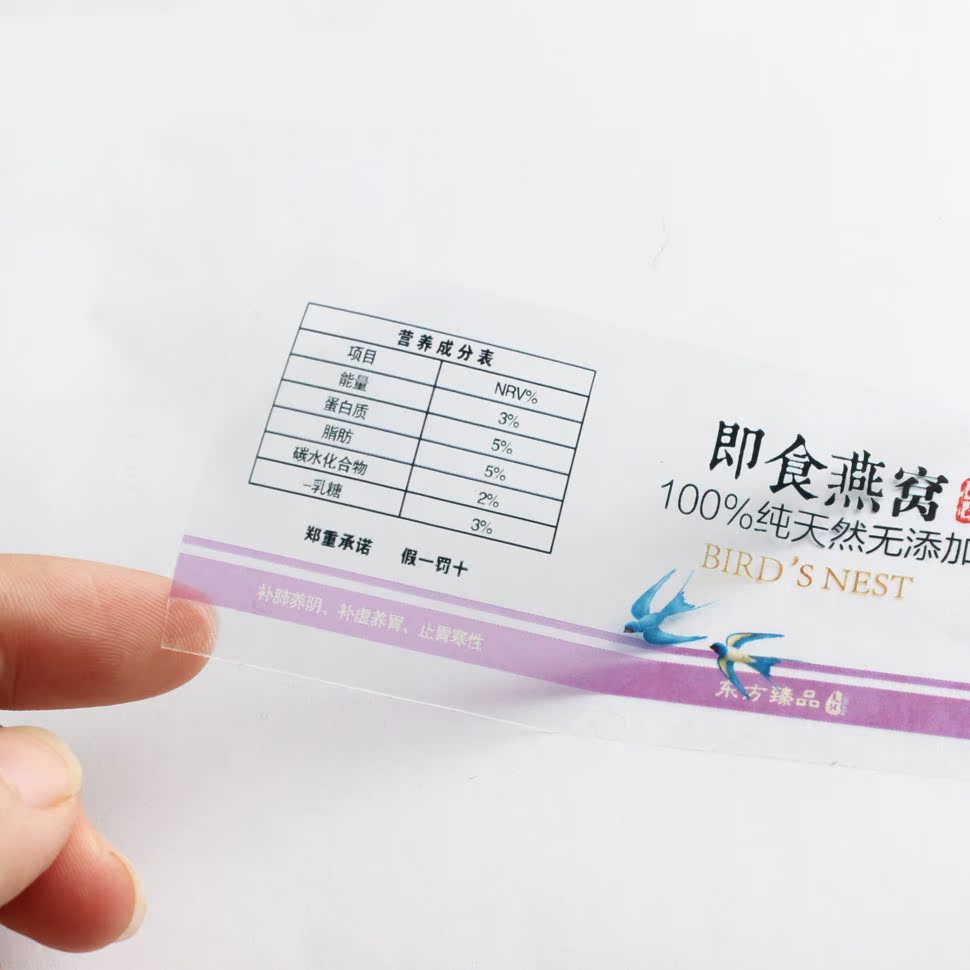 营养成分表
项目 NRV%
能量 3%
蛋白质 5%
脂肪 5%
碳水化合物 2%
-乳糖 3%
郑重承诺 假一罚十
补肺养阴、补虚养胃、止胃寒性
即食燕窝
100%纯天然无添加
BIRD'S NEST
东方臻品